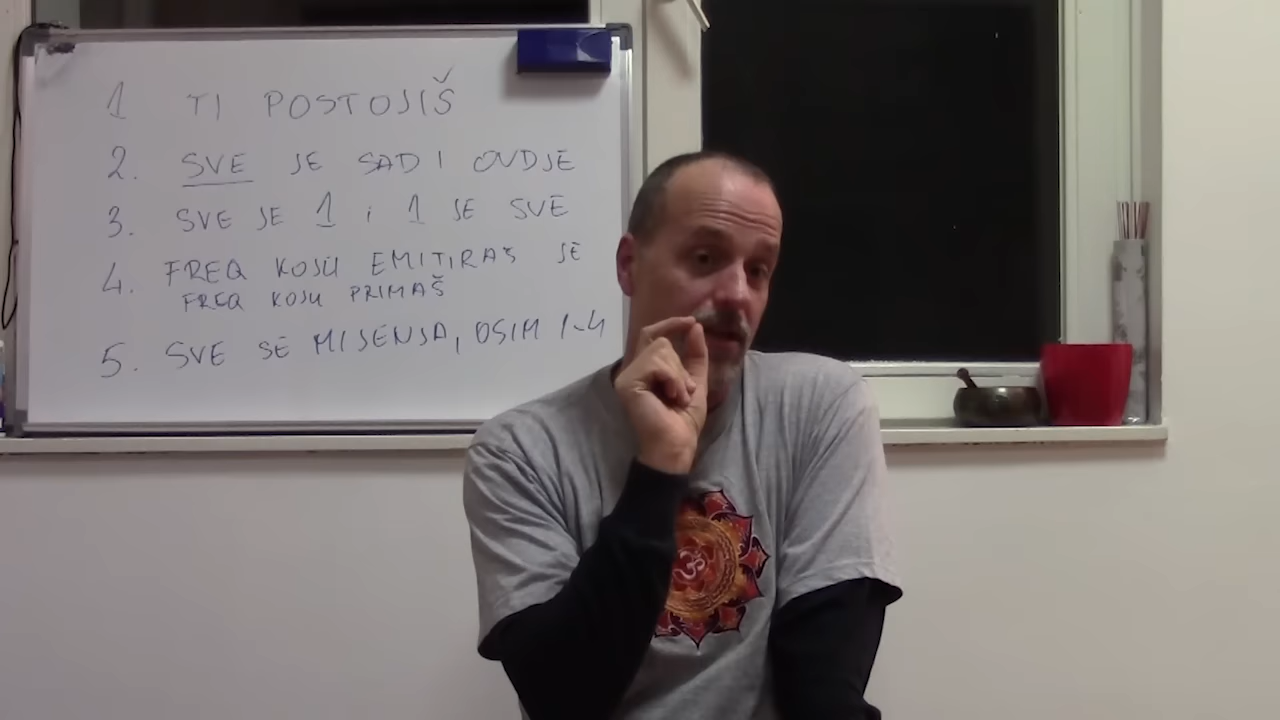 1 TI POSTOJIŠ
2. SVE JE SAD I OVDJE
3. SVE JE 1 i 1 JE SVE
4. FREQ KOJU EMITIRAŠ JE
FREQ KOJU PRIMAŠ
5. SVE SE MIJENJA, OSIM 1-4
ॐ